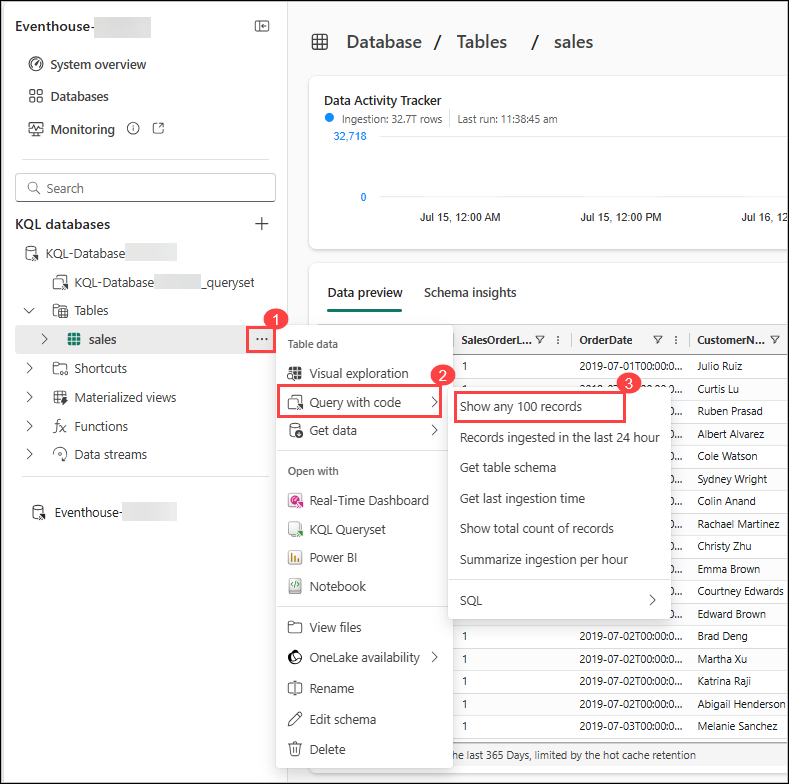 Eventhouse-
System overview
Databases
Monitoring
Search
KQL databases
KQL-Database
KQL-Database _queryset
Tables
sales
Shortcuts
Materialized views
Functions
Data streams
Eventhouse-
Database / Tables / sales
Data Activity Tracker
Ingestion: 32.7T rows Last run: 11:38:45 am
32,718
0
Jul 15, 12:00 AM Jul 15, 12:00 PM Jul 16, 12
Data preview Schema insights
1
Table data
Visual exploration
2
Query with code
Get data
Open with
Real-Time Dashboard
KQL Queryset
Power BI
Notebook
View files
OneLake availability
Rename
Edit schema
Delete
3
Show any 100 records
Records ingested in the last 24 hour
Get table schema
Get last ingestion time
Show total count of records
Summarize ingestion per hour
SQL
SalesOrderL... OrderDate CustomerN...
1 2019-07-01T00:00:0... Julio Ruiz
Curtis Lu
Ruben Prasad
Albert Alvarez
Cole Watson
Sydney Wright
Colin Anand
Rachael Martinez
Christy Zhu
Emma Brown
Courtney Edwards
Edward Brown
1 2019-07-02T00:00:0... Brad Deng
1 2019-07-02T00:00:0... Martha Xu
1 2019-07-02T00:00:0... Katrina Raji
1 2019-07-02T00:00:0... Abigail Henderson
1 2019-07-03T00:00:0... Melanie Sanchez
he last 365 Days, limited by the hot cache retention